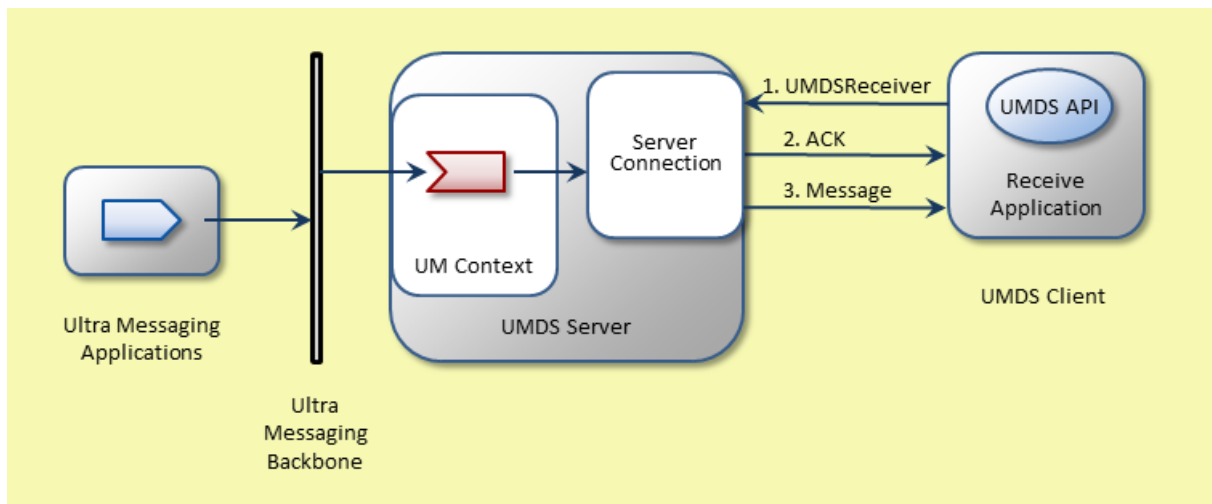 Ultra Messaging
Applications
Ultra
Messaging
Backbone
UM Context
UMDS Server
Server
Connection
1. UMDSReceiver
2. ACK
3. Message
UMDS API
Receive
Application
UMDS Client